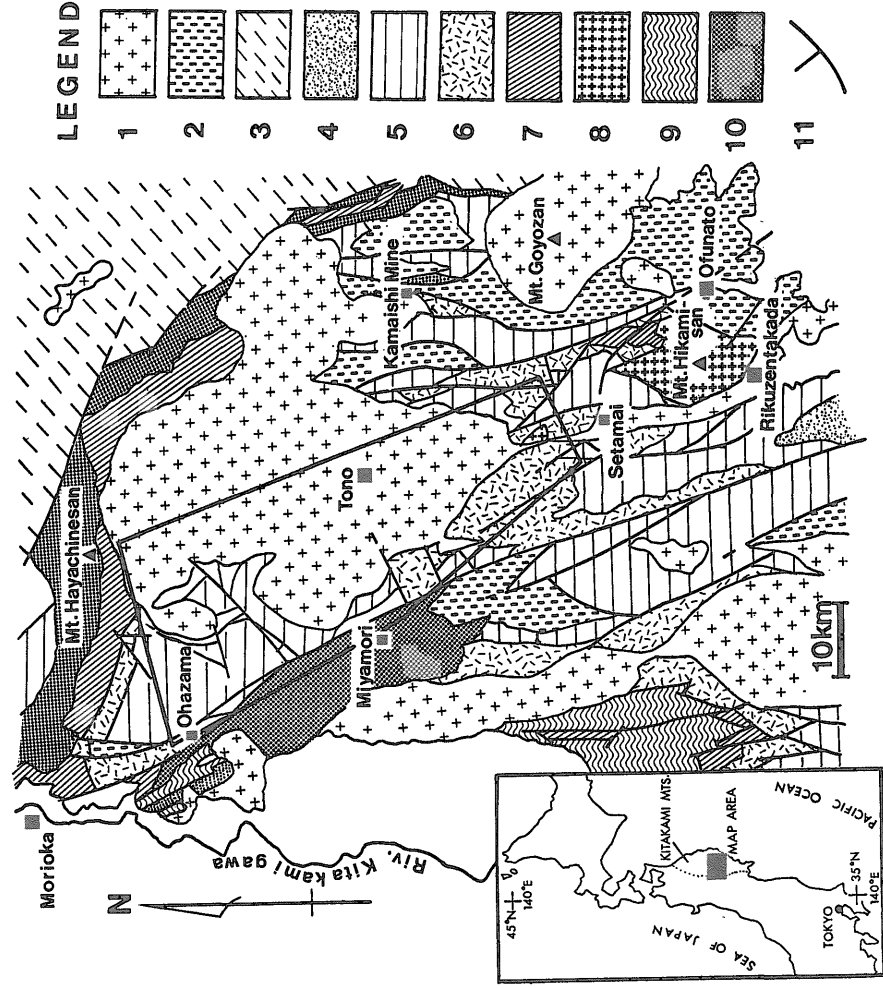 LEGEND
1
2
3
4
5
6
7
8
9
10
11
N
Morioka
Riv. Kitakami gawa
Mt. Hayachinesan
Ohazama
Miyamori
Tono
Kamaishi Mine
Mt. Goyozan
Setamai
Mt. Hikami-
san
Ofunato
Rikuzentakada
10km
45°N
140°E
KITAKAMI MTS.
MAP AREA
SEA OF JAPAN
PACIFIC OCEAN
TOKYO
35°N
140°E